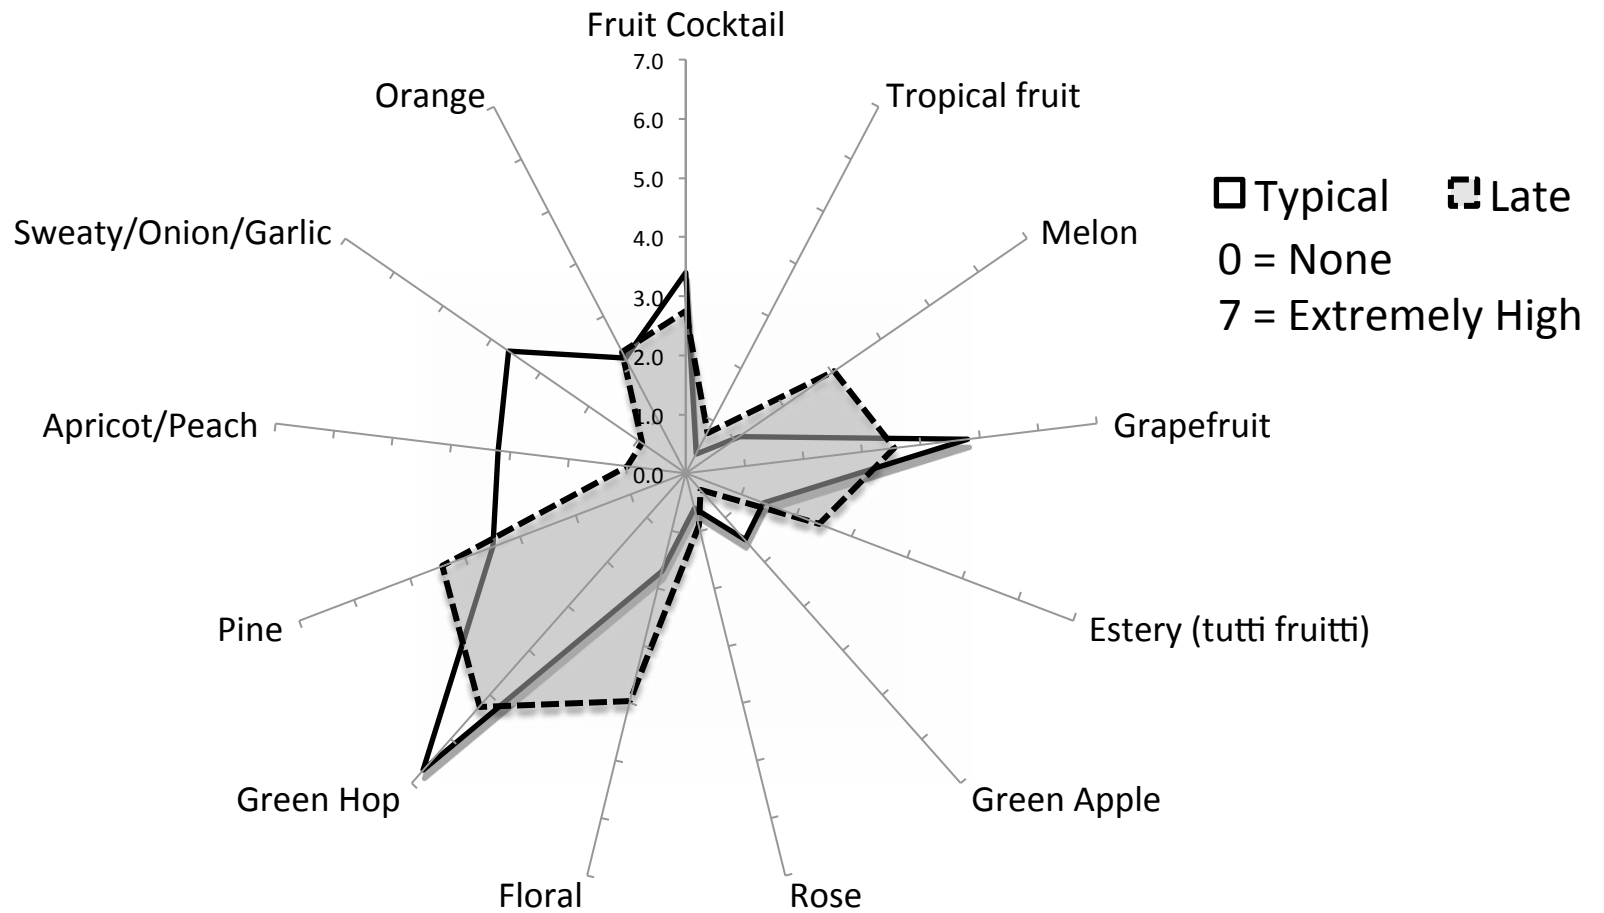 Fruit Cocktail
7.0
6.0
5.0
4.0
3.0
2.0
1.0
0.0
Tropical fruit
Melon
Grapefruit
Estery (tutti fruitti)
Green Apple
Rose
Floral
Green Hop
Pine
Apricot/Peach
Sweaty/Onion/Garlic
Orange
Typical Late
0 = None
7 = Extremely High